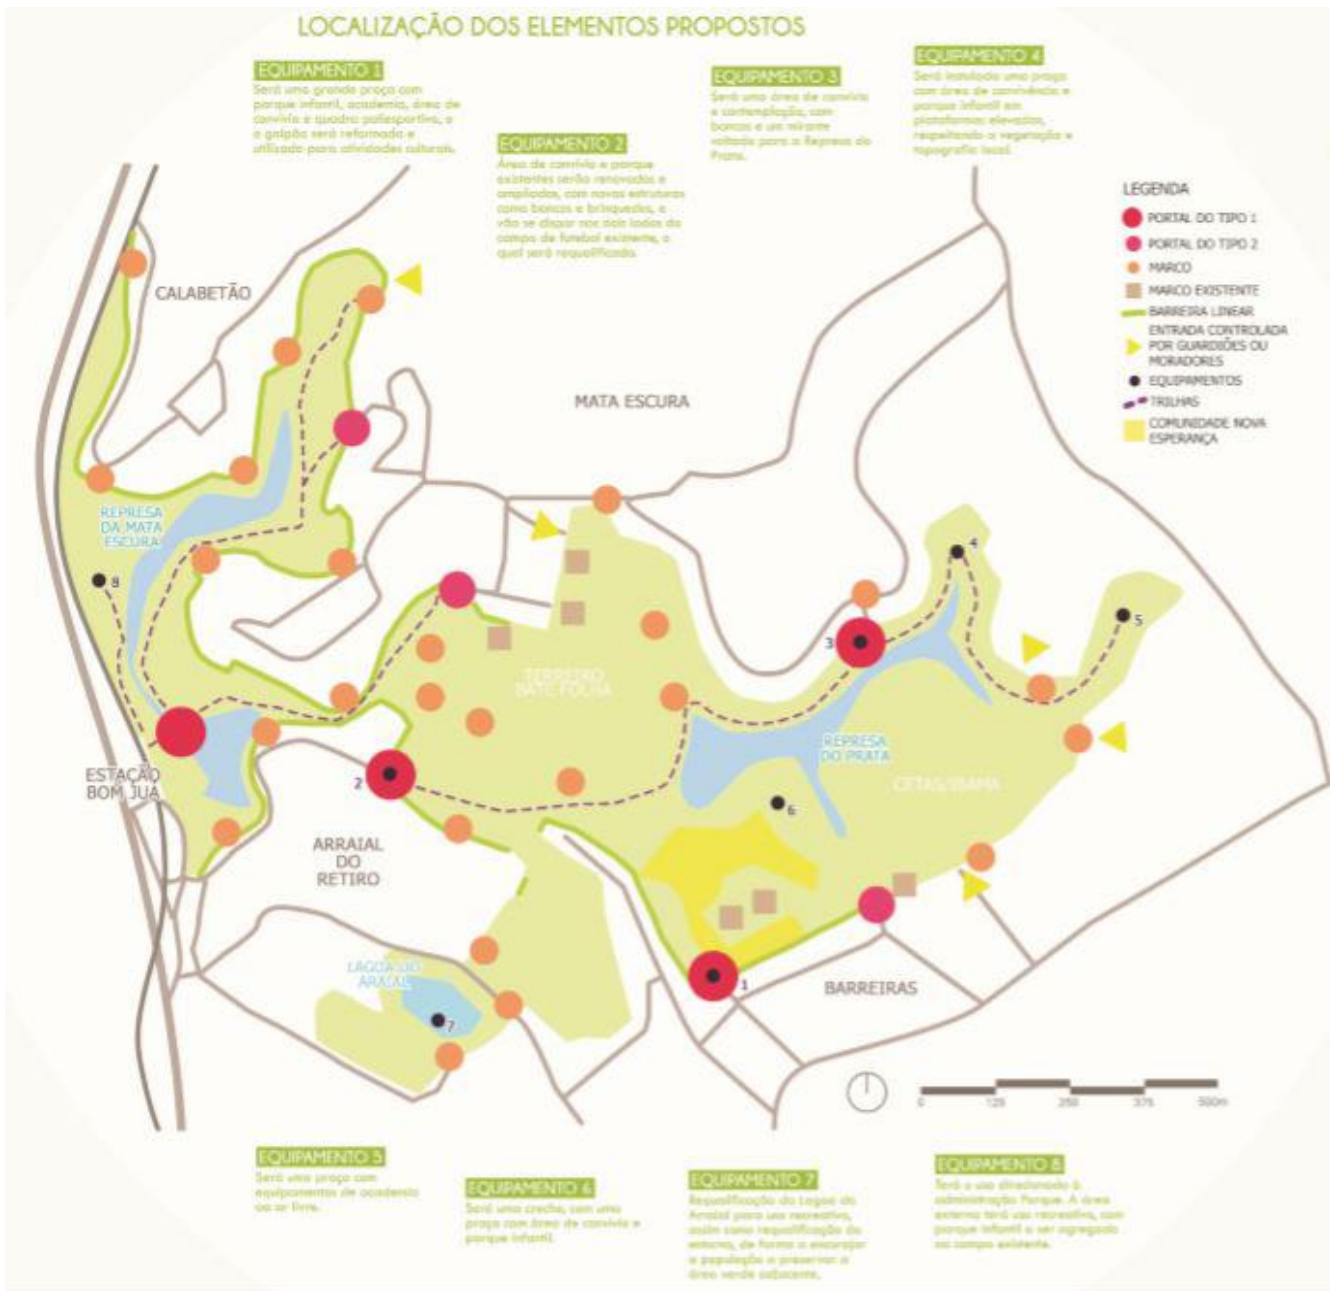 LOCALIZAÇÃO DOS ELEMENTOS PROPOSTOS
EQUIPAMENTO 1
Será uma grande praça com
parque infantil, academia, área de
convívio e quadra poliesportiva, e
o galpão será reformado e
utilizado para atividades culturais.
EQUIPAMENTO 2
Área de convívio e parque
existentes serão renovados e
ampliados, com novas estruturas
como bancos e brinquedos, e
vão se dispor nos dois lados do
campo de futebol existente, o
qual será requalificado.
EQUIPAMENTO 3
Será uma área de convívio
e contemplação, com
bancos e um mirante
voltado para a Represa do
Prata.
EQUIPAMENTO 4
Será instalada uma praça
com área de convivência e
parque infantil em
plataformas elevadas,
respeitando a vegetação e
topografia local.
LEGENDA
PORTAL DO TIPO 1
PORTAL DO TIPO 2
MARCO
MARCO EXISTENTE
BARREIRA LINEAR
ENTRADA CONTROLADA
POR GUARDIÕES OU
MORADORES
EQUIPAMENTOS
TRILHAS
COMUNIDADE NOVA
ESPERANÇA
CALABETÃO
MATA ESCURA
REPRESA
DA MATA
ESCURA
8
4
5
3
TERREIRO
BATE FOLHA
REPRESA
DO PRATA
CETAS/IBAMA
ESTAÇÃO
BOM JUÁ
2
6
ARRAIAL
DO
RETIRO
LAGOA DO
ARAIAL
7
1
BARREIRAS
0
125
250
375
500m
EQUIPAMENTO 5
Será uma praça com
equipamentos de academia
ao ar livre.
EQUIPAMENTO 6
Será uma creche, com uma
praça com área de convívio e
parque infantil.
EQUIPAMENTO 7
Requalificação da Lagoa do
Arraial para uso recreativo,
assim como requalificação do
entorno, de forma a encorajar
a população a preservar a
área verde adjacente.
EQUIPAMENTO 8
Terá o uso direcionado à
administração Parque. A área
externa terá uso recreativo, com
parque infantil a ser agregado
ao campo existente.